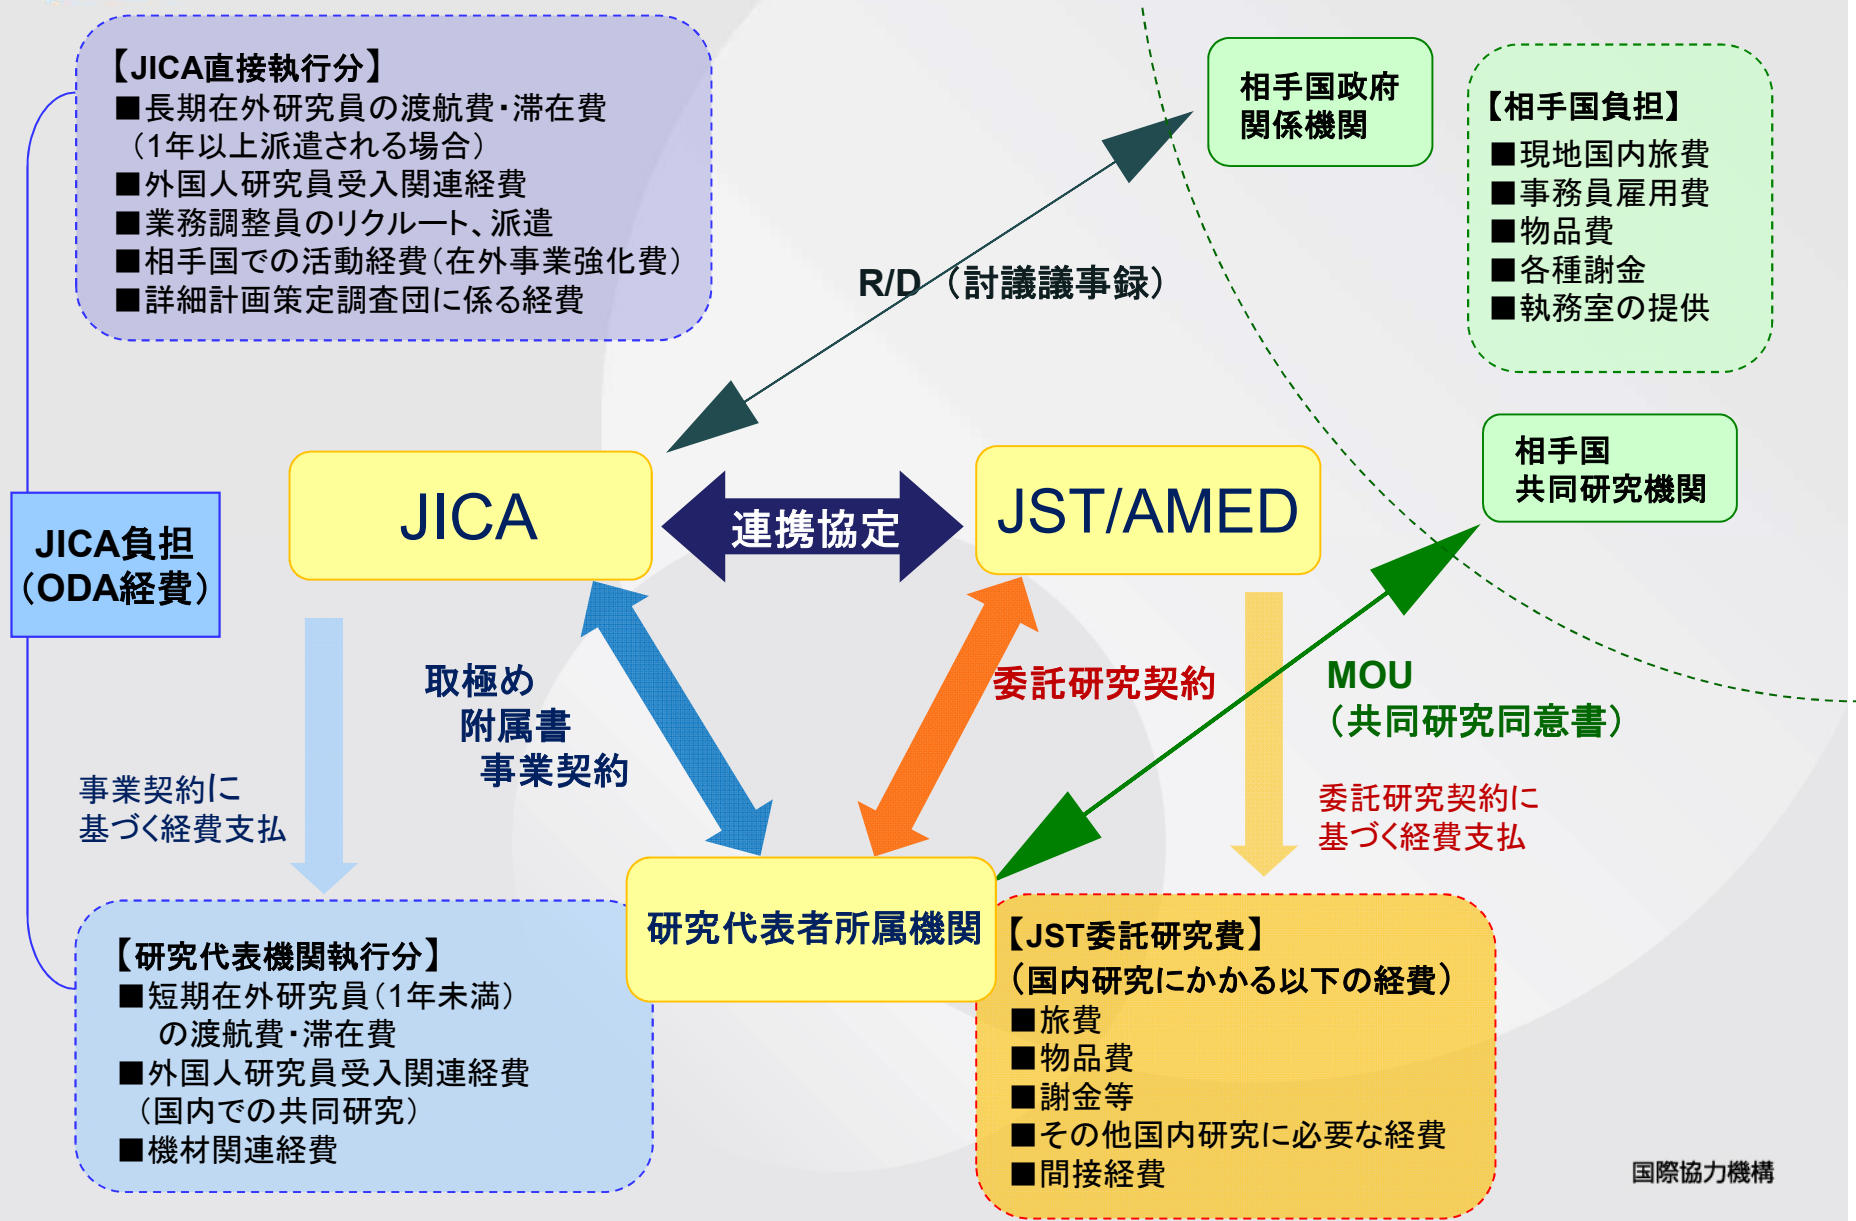 【JICA直接執行分】
■長期在外研究員の渡航費・滞在費
（1年以上派遣される場合）
■外国人研究員受入関連経費
■業務調整員のリクルート、派遣
■相手国での活動経費（在外事業強化費）
■詳細計画策定調査団に係る経費
相手国政府
関係機関
【相手国負担】
■現地国内旅費
■事務員雇用費
■物品費
■各種謝金
■執務室の提供
R/D （討議議事録）
相手国
共同研究機関
JICA
連携協定
JST/AMED
JICA負担
（ODA経費）
取極め
附属書
事業契約
委託研究契約
MOU
（共同研究同意書）
事業契約に
基づく経費支払
委託研究契約に
基づく経費支払
研究代表者所属機関
【研究代表機関執行分】
■短期在外研究員（1年未満）
の渡航費・滞在費
■外国人研究員受入関連経費
（国内での共同研究）
■機材関連経費
【JST委託研究費】
（国内研究にかかる以下の経費）
■旅費
■物品費
■謝金等
■その他国内研究に必要な経費
■間接経費
国際協力機構